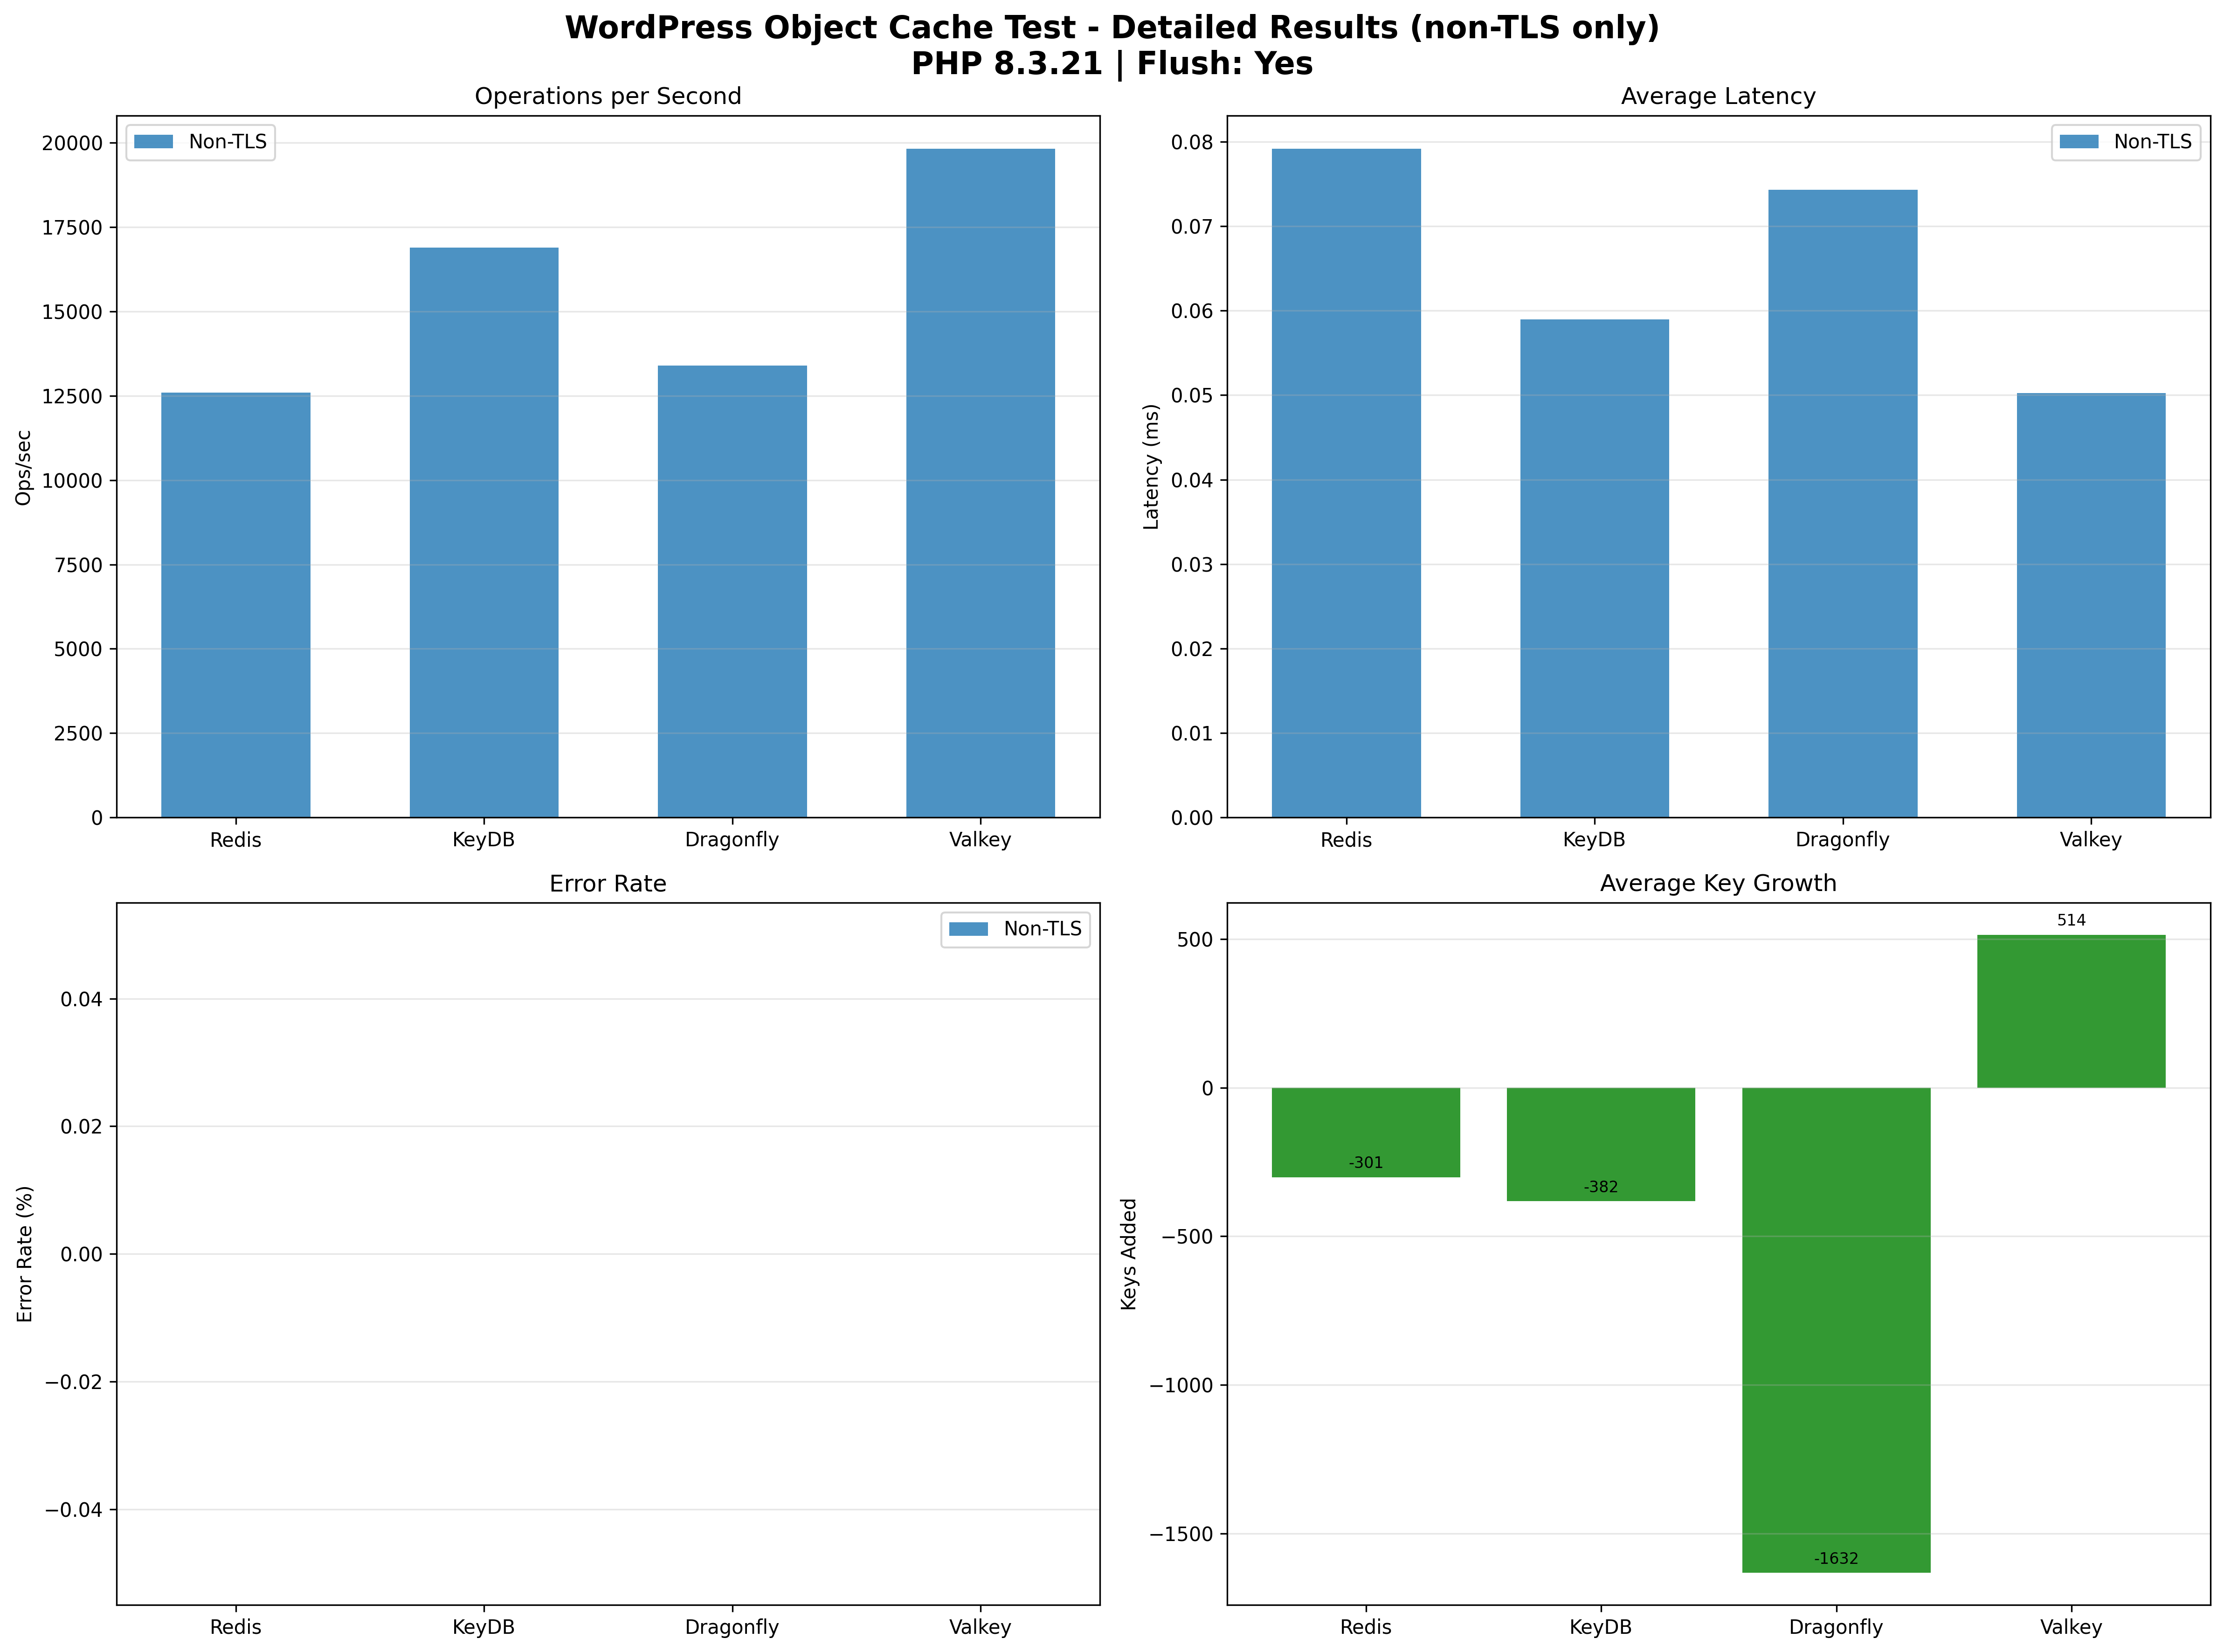 WordPress Object Cache Test - Detailed Results (non-TLS only)
PHP 8.3.21 | Flush: Yes
Operations per Second
Non-TLS
20000
17500
15000
12500
10000
7500
5000
2500
0
Ops/sec
Redis
KeyDB
Dragonfly
Valkey
Average Latency
Non-TLS
0.08
0.07
0.06
0.05
0.04
0.03
0.02
0.01
0.00
Latency (ms)
Redis
KeyDB
Dragonfly
Valkey
Error Rate
Non-TLS
0.04
0.02
0.00
−0.02
−0.04
Error Rate (%)
Redis
KeyDB
Dragonfly
Valkey
Average Key Growth
514
500
0
−500
−1000
−1500
Keys Added
-301
-382
-1632
Redis
KeyDB
Dragonfly
Valkey